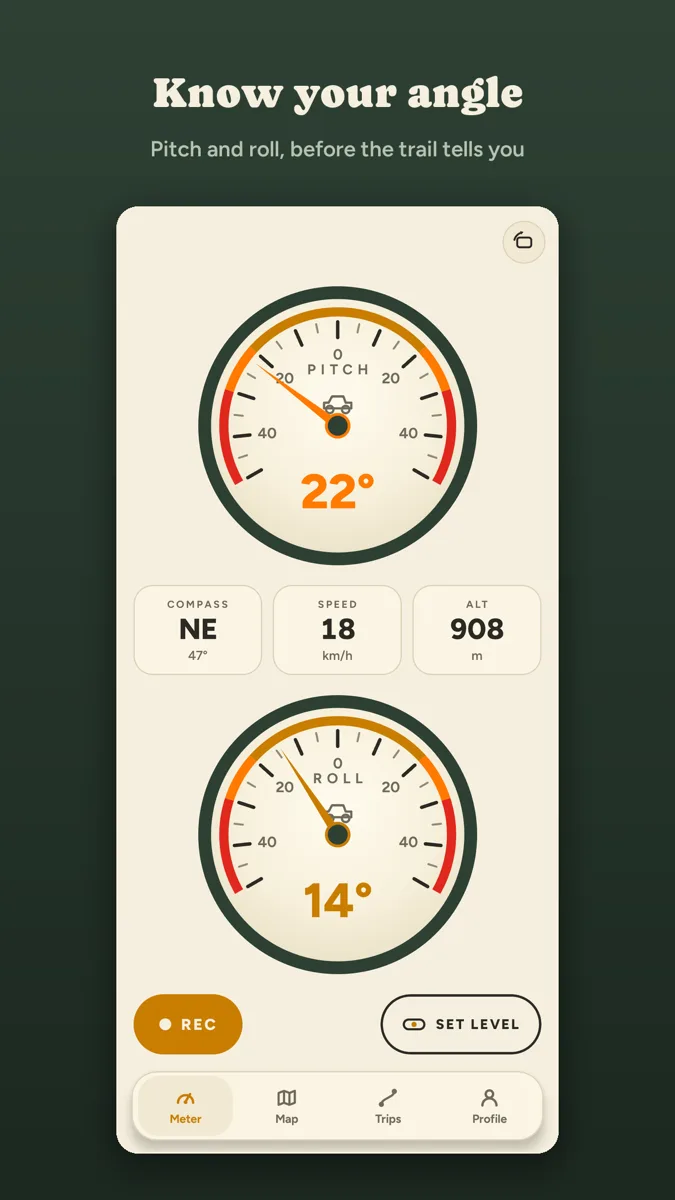 Know your angle
Pitch and roll, before the trail tells you
0
PITCH
20 20
40 40
22°
COMPASS SPEED ALT
NE 18 908
47° km/h m
0
ROLL
20 20
40 40
14°
REC SET LEVEL
Meter Map Trips Profile